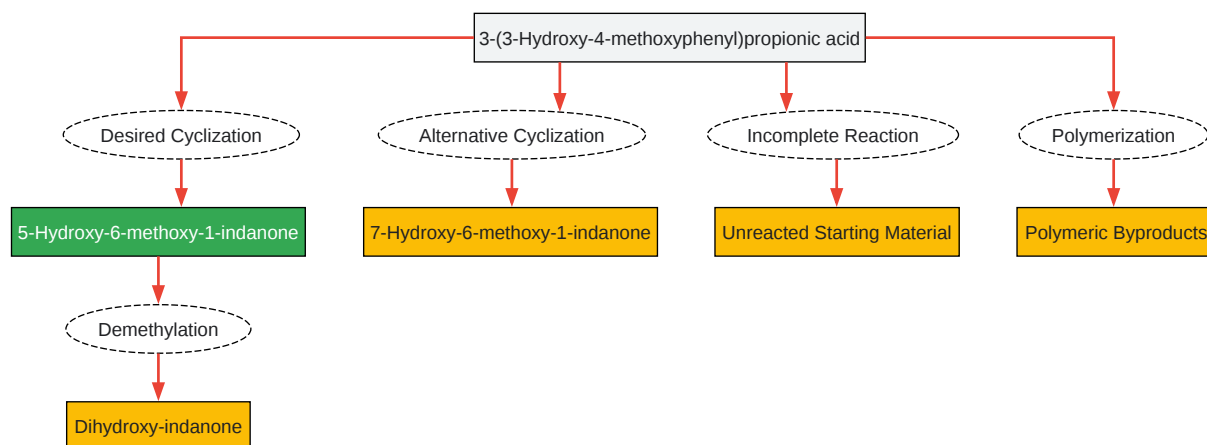 3-(3-Hydroxy-4-methoxyphenyl)propionic acid
Desired Cyclization
Alternative Cyclization
Incomplete Reaction
Polymerization
5-Hydroxy-6-methoxy-1-indanone
7-Hydroxy-6-methoxy-1-indanone
Unreacted Starting Material
Polymeric Byproducts
Demethylation
Dihydroxy-indanone